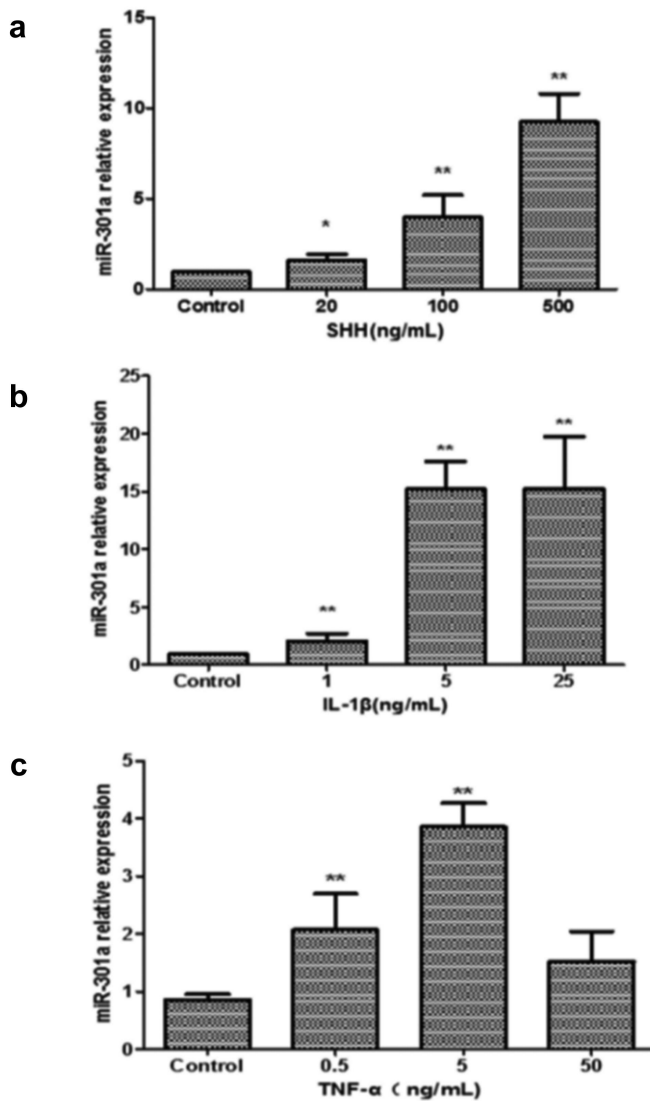 a
miR-301a relative expression
15
10
5
0
*
**
**
Control 20 100 500
SHH(ng/mL)
b
miR-301a relative expression
25
20
15
10
5
0
**
**
**
Control 1 5 25
IL-1β(ng/mL)
c
miR-301a relative expression
5
4
3
2
1
0
**
**
Control 0.5 5 50
TNF-α ( ng/mL)